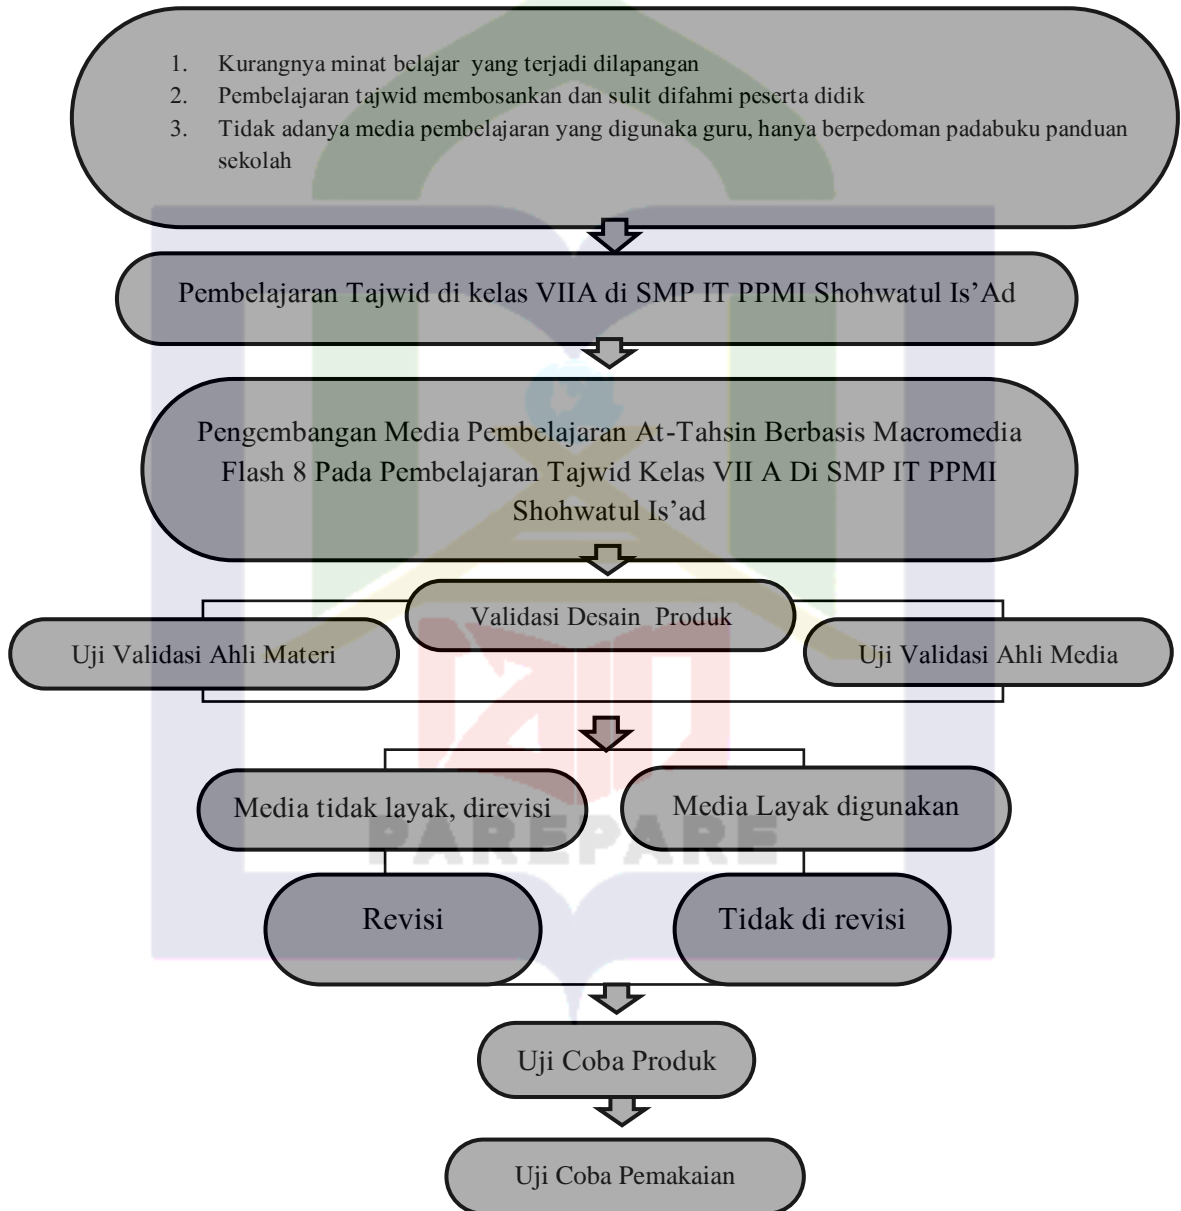 1. Kurangnya minat belajar yang terjadi dilapangan
2. Pembelajaran tajwid membosankan dan sulit difahmi peserta didik
3. Tidak adanya media pembelajaran yang digunaka guru, hanya berpedoman padabuku panduan
sekolah
Pembelajaran Tajwid di kelas VIIA di SMP IT PPMI Shohwatul Is’Ad
Pengembangan Media Pembelajaran At-Tahsin Berbasis Macromedia
Flash 8 Pada Pembelajaran Tajwid Kelas VII A Di SMP IT PPMI
Shohwatul Is’ad
Validasi Desain Produk
Uji Validasi Ahli Materi
Uji Validasi Ahli Media
Media tidak layak, direvisi
Media Layak digunakan
PAREPARE
Revisi
Tidak di revisi
Uji Coba Produk
Uji Coba Pemakaian